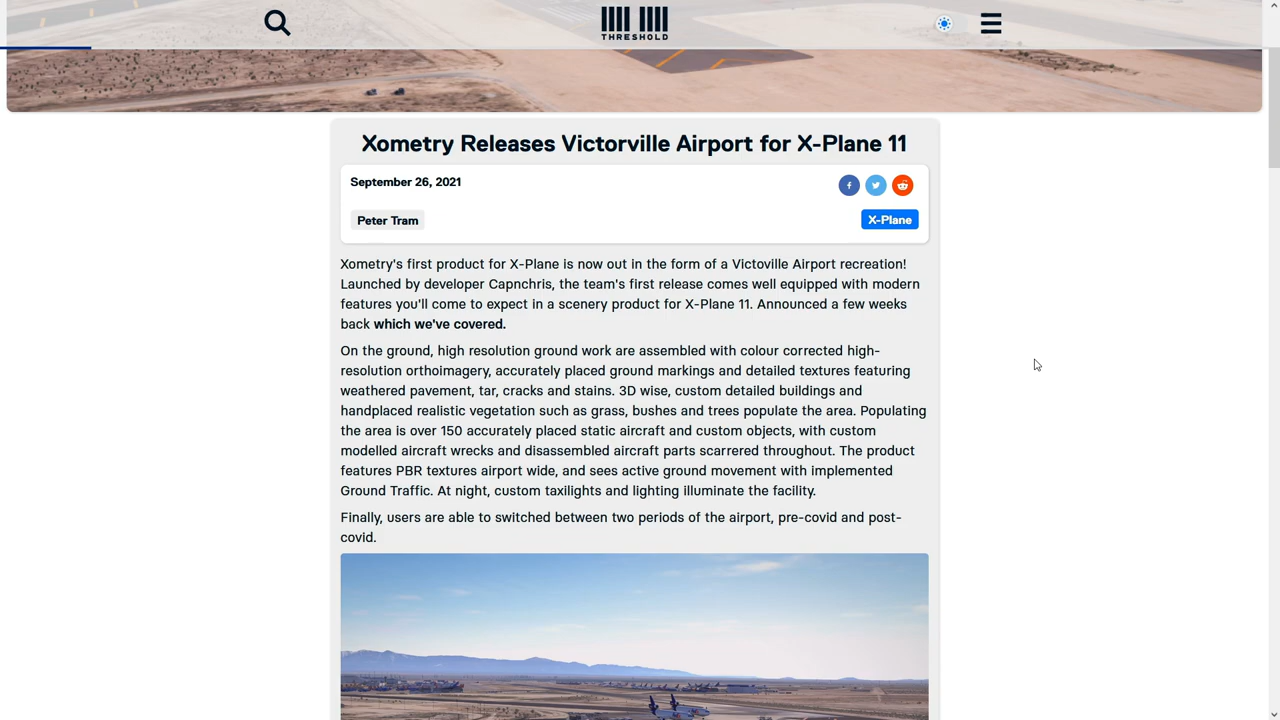 THRESHOLD
Xometry Releases Victorville Airport for X-Plane 11
September 26, 2021
Peter Tram
X-Plane
Xometry's first product for X-Plane is now out in the form of a Victoville Airport recreation!
Launched by developer Capnchris, the team's first release comes well equipped with modern
features you'll come to expect in a scenery product for X-Plane 11. Announced a few weeks
back which we've covered.
On the ground, high resolution ground work are assembled with colour corrected high-
resolution orthoimagery, accurately placed ground markings and detailed textures featuring
weathered pavement, tar, cracks and stains. 3D wise, custom detailed buildings and
handplaced realistic vegetation such as grass, bushes and trees populate the area. Populating
the area is over 150 accurately placed static aircraft and custom objects, with custom
modelled aircraft wrecks and disassembled aircraft parts scarrered throughout. The product
features PBR textures airport wide, and sees active ground movement with implemented
Ground Traffic. At night, custom taxilights and lighting illuminate the facility.
Finally, users are able to switched between two periods of the airport, pre-covid and post-
covid.